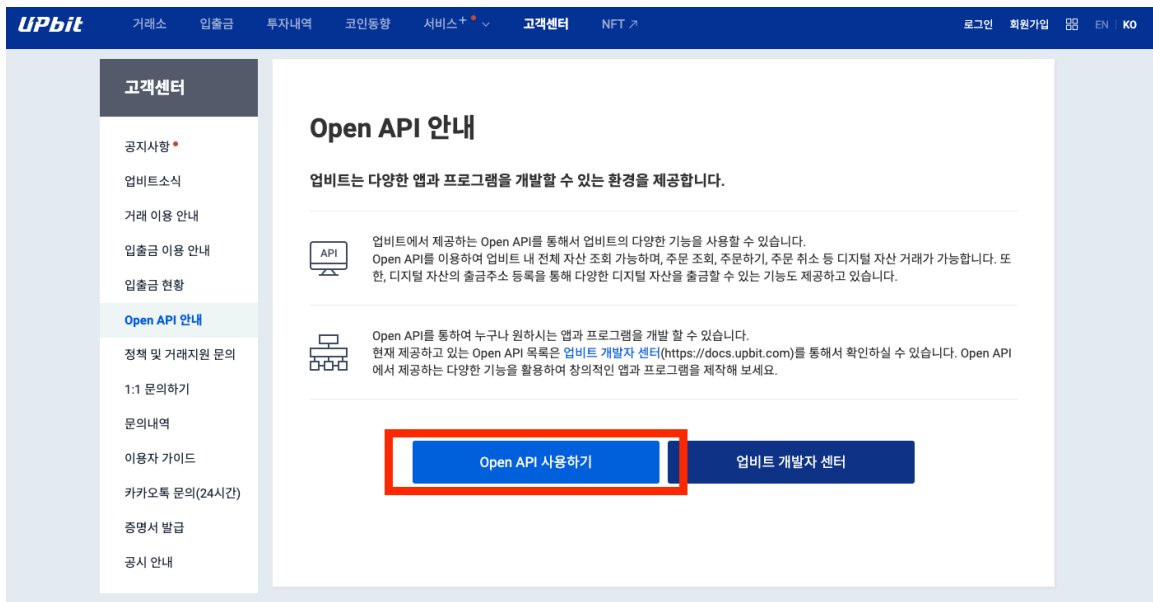 UPbit 거래소 입출금 투자내역 코인동향 서비스+ 고객센터 NFT ↗ 로그인 회원가입 EN | KO
고객센터
공지사항
업비트소식
거래 이용 안내
입출금 이용 안내
입출금 현황
Open API 안내
정책 및 거래지원 문의
1:1 문의하기
문의내역
이용자 가이드
카카오톡 문의(24시간)
증명서 발급
공시 안내
Open API 안내
업비트는 다양한 앱과 프로그램을 개발할 수 있는 환경을 제공합니다.
API
업비트에서 제공하는 Open API를 통해서 업비트의 다양한 기능을 사용할 수 있습니다.
Open API를 이용하여 업비트 내 전체 자산 조회 가능하며, 주문 조회, 주문하기, 주문 취소 등 디지털 자산 거래가 가능합니다. 또
한, 디지털 자산의 출금주소 등록을 통해 다양한 디지털 자산을 출금할 수 있는 기능도 제공하고 있습니다.
Open API를 통하여 누구나 원하시는 앱과 프로그램을 개발 할 수 있습니다.
현재 제공하고 있는 Open API 목록은 업비트 개발자 센터(https://docs.upbit.com)를 통해서 확인하실 수 있습니다. Open API
에서 제공하는 다양한 기능을 활용하여 창의적인 앱과 프로그램을 제작해 보세요.
Open API 사용하기
업비트 개발자 센터